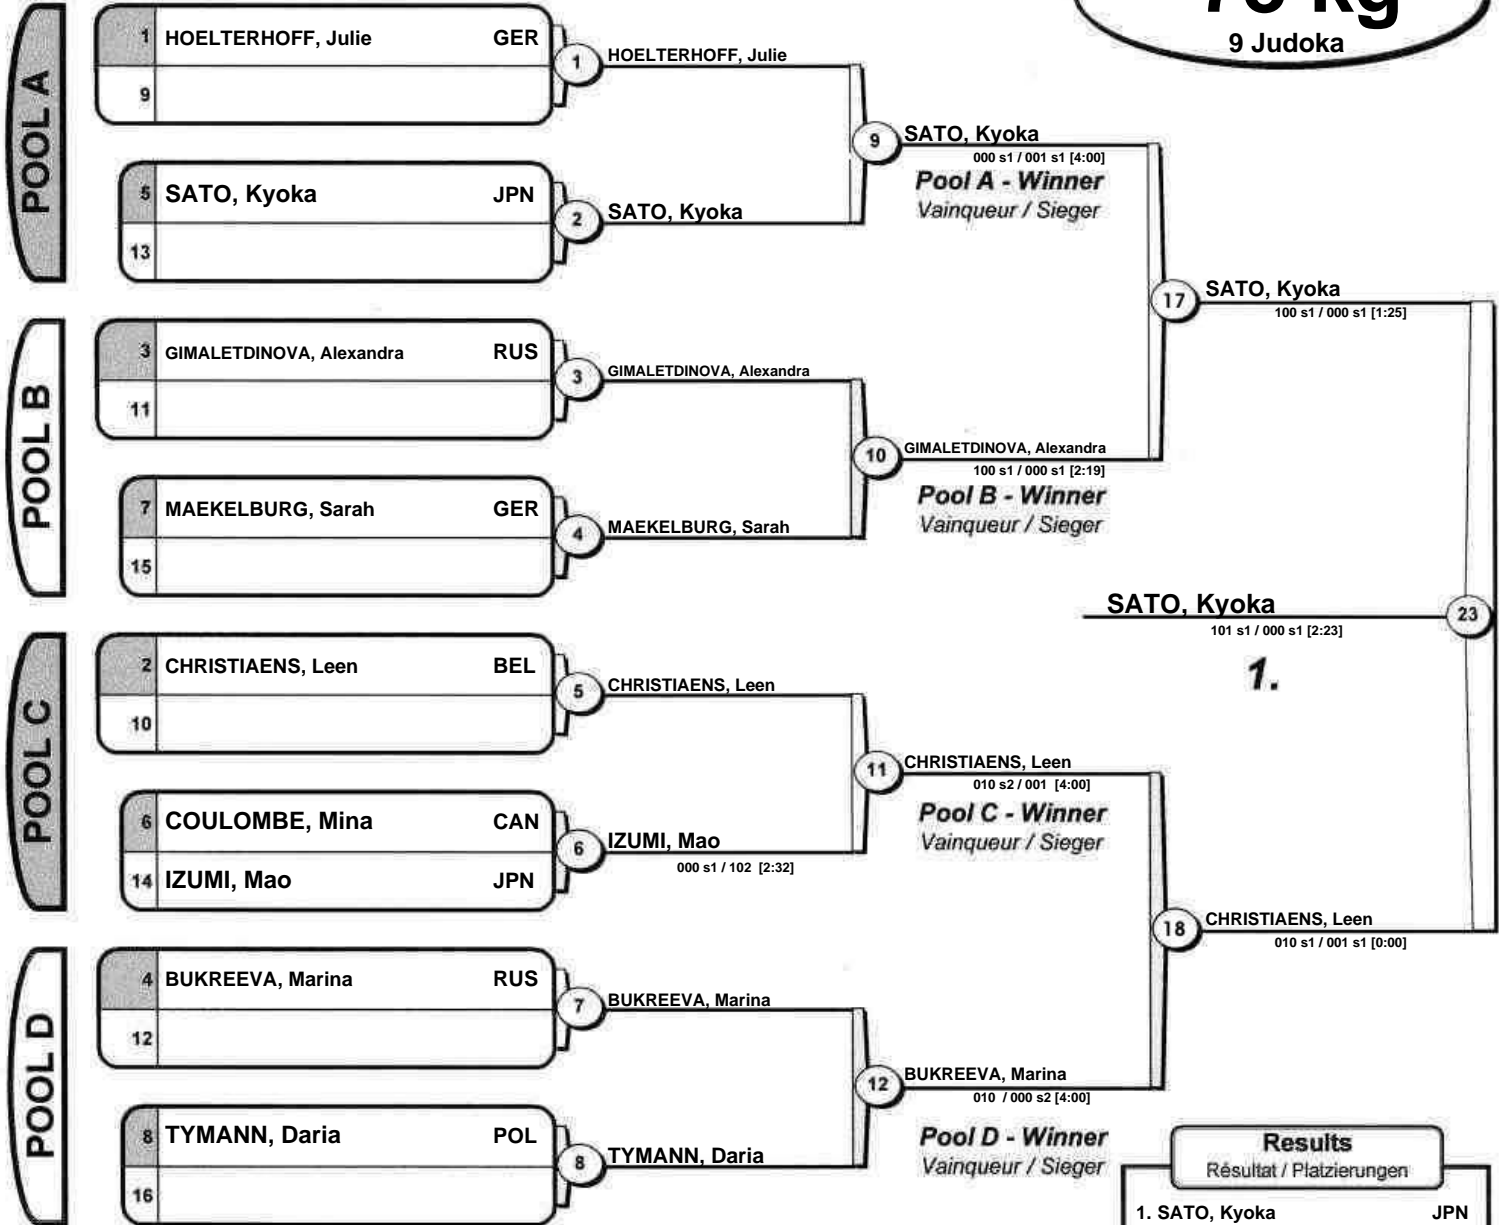 9 Judoka
POOL A
1 HOELTERHOFF, Julie GER
9
1
HOELTERHOFF, Julie
5 SATO, Kyoka JPN
13
2
SATO, Kyoka
9
SATO, Kyoka
000 s1 / 001 s1 [4:00]
Pool A - Winner
Vainqueur / Sieger
POOL B
3 GIMALETDINOVA, Alexandra RUS
11
3
GIMALETDINOVA, Alexandra
7 MAEKELBURG, Sarah GER
15
4
MAEKELBURG, Sarah
10
GIMALETDINOVA, Alexandra
100 s1 / 000 s1 [2:19]
Pool B - Winner
Vainqueur / Sieger
17
SATO, Kyoka
100 s1 / 000 s1 [1:25]
SATO, Kyoka
101 s1 / 000 s1 [2:23]
23
1.
POOL C
2 CHRISTIAENS, Leen BEL
10
5
CHRISTIAENS, Leen
6 COULOMBE, Mina CAN
14 IZUMI, Mao JPN
6
IZUMI, Mao
000 s1 / 102 [2:32]
11
CHRISTIAENS, Leen
010 s2 / 001 [4:00]
Pool C - Winner
Vainqueur / Sieger
POOL D
4 BUKREEVA, Marina RUS
12
7
BUKREEVA, Marina
8 TYMANN, Daria POL
16
8
TYMANN, Daria
12
BUKREEVA, Marina
010 / 000 s2 [4:00]
Pool D - Winner
Vainqueur / Sieger
18
CHRISTIAENS, Leen
010 s1 / 001 s1 [0:00]
Results
Résultat / Platzierungen
1. SATO, Kyoka JPN